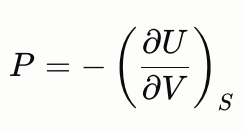 P = −(∂U/∂V)_S